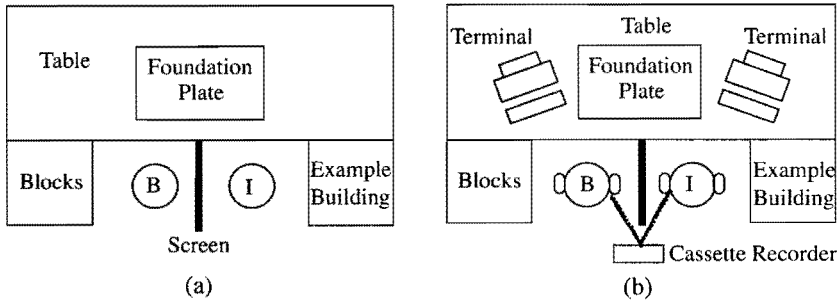 Table
Foundation
Plate
Blocks
B
I
Example
Building
Screen
(a)
Table
Terminal
Terminal
Foundation
Plate
Blocks
B
I
Example
Building
Cassette Recorder
(b)